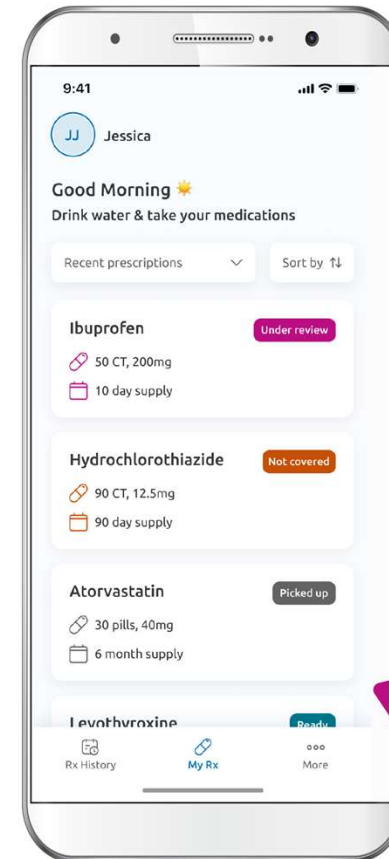 9:41
JJ Jessica
Good Morning ☀️
Drink water & take your medications
Recent prescriptions Sort by ↑↓
Ibuprofen Under review
50 CT, 200mg
10 day supply
Hydrochlorothiazide Not covered
90 CT, 12.5mg
90 day supply
Atorvastatin Picked up
30 pills, 40mg
6 month supply
Levothyroxine Ready
Rx History My Rx More